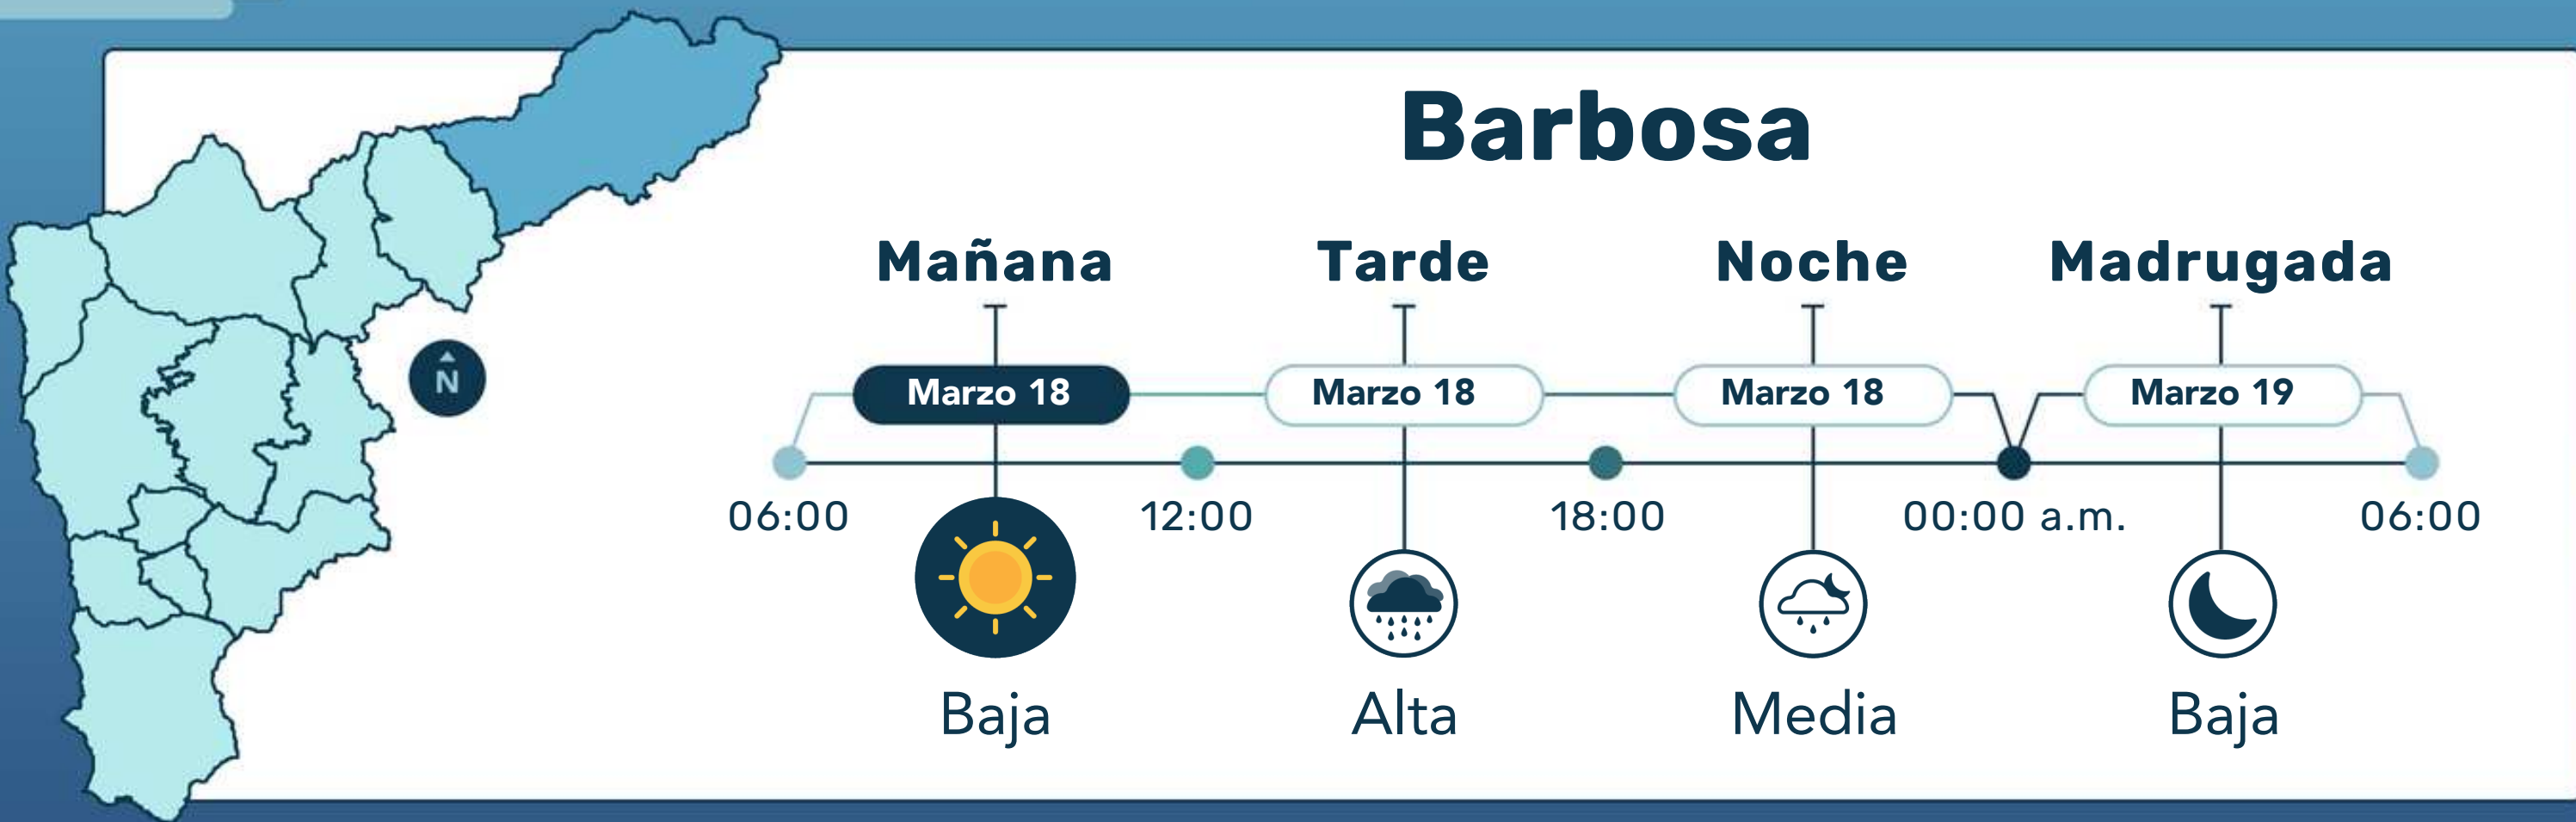 Barbosa
Mañana Tarde Noche Madrugada
Marzo 18 Marzo 18 Marzo 18 Marzo 19
N
06:00 12:00 18:00 00:00 a.m. 06:00
Baja Alta Media Baja